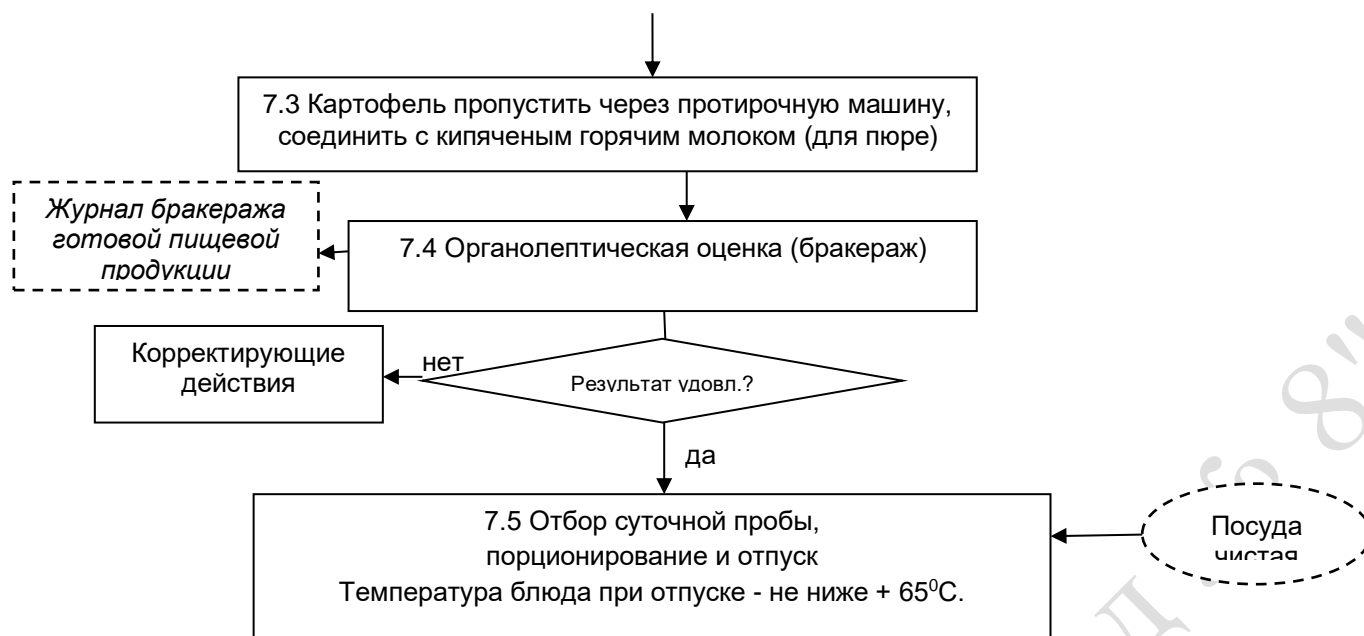 7.3 Картофель пропустить через протирочную машину,
соединить с кипяченым горячим молоком (для пюре)
Журнал бракеража
готовой пищевой
продукции
7.4 Органолептическая оценка (бракераж)
Корректирующие
действия
нет
Результат удовл.?
да
7.5 Отбор суточной пробы,
порционирование и отпуск
Температура блюда при отпуске - не ниже + 65⁰С.
Посуда
чистая